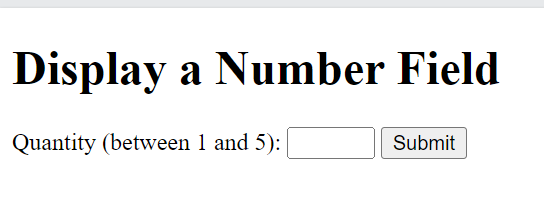 Display a Number Field
Quantity (between 1 and 5): Submit